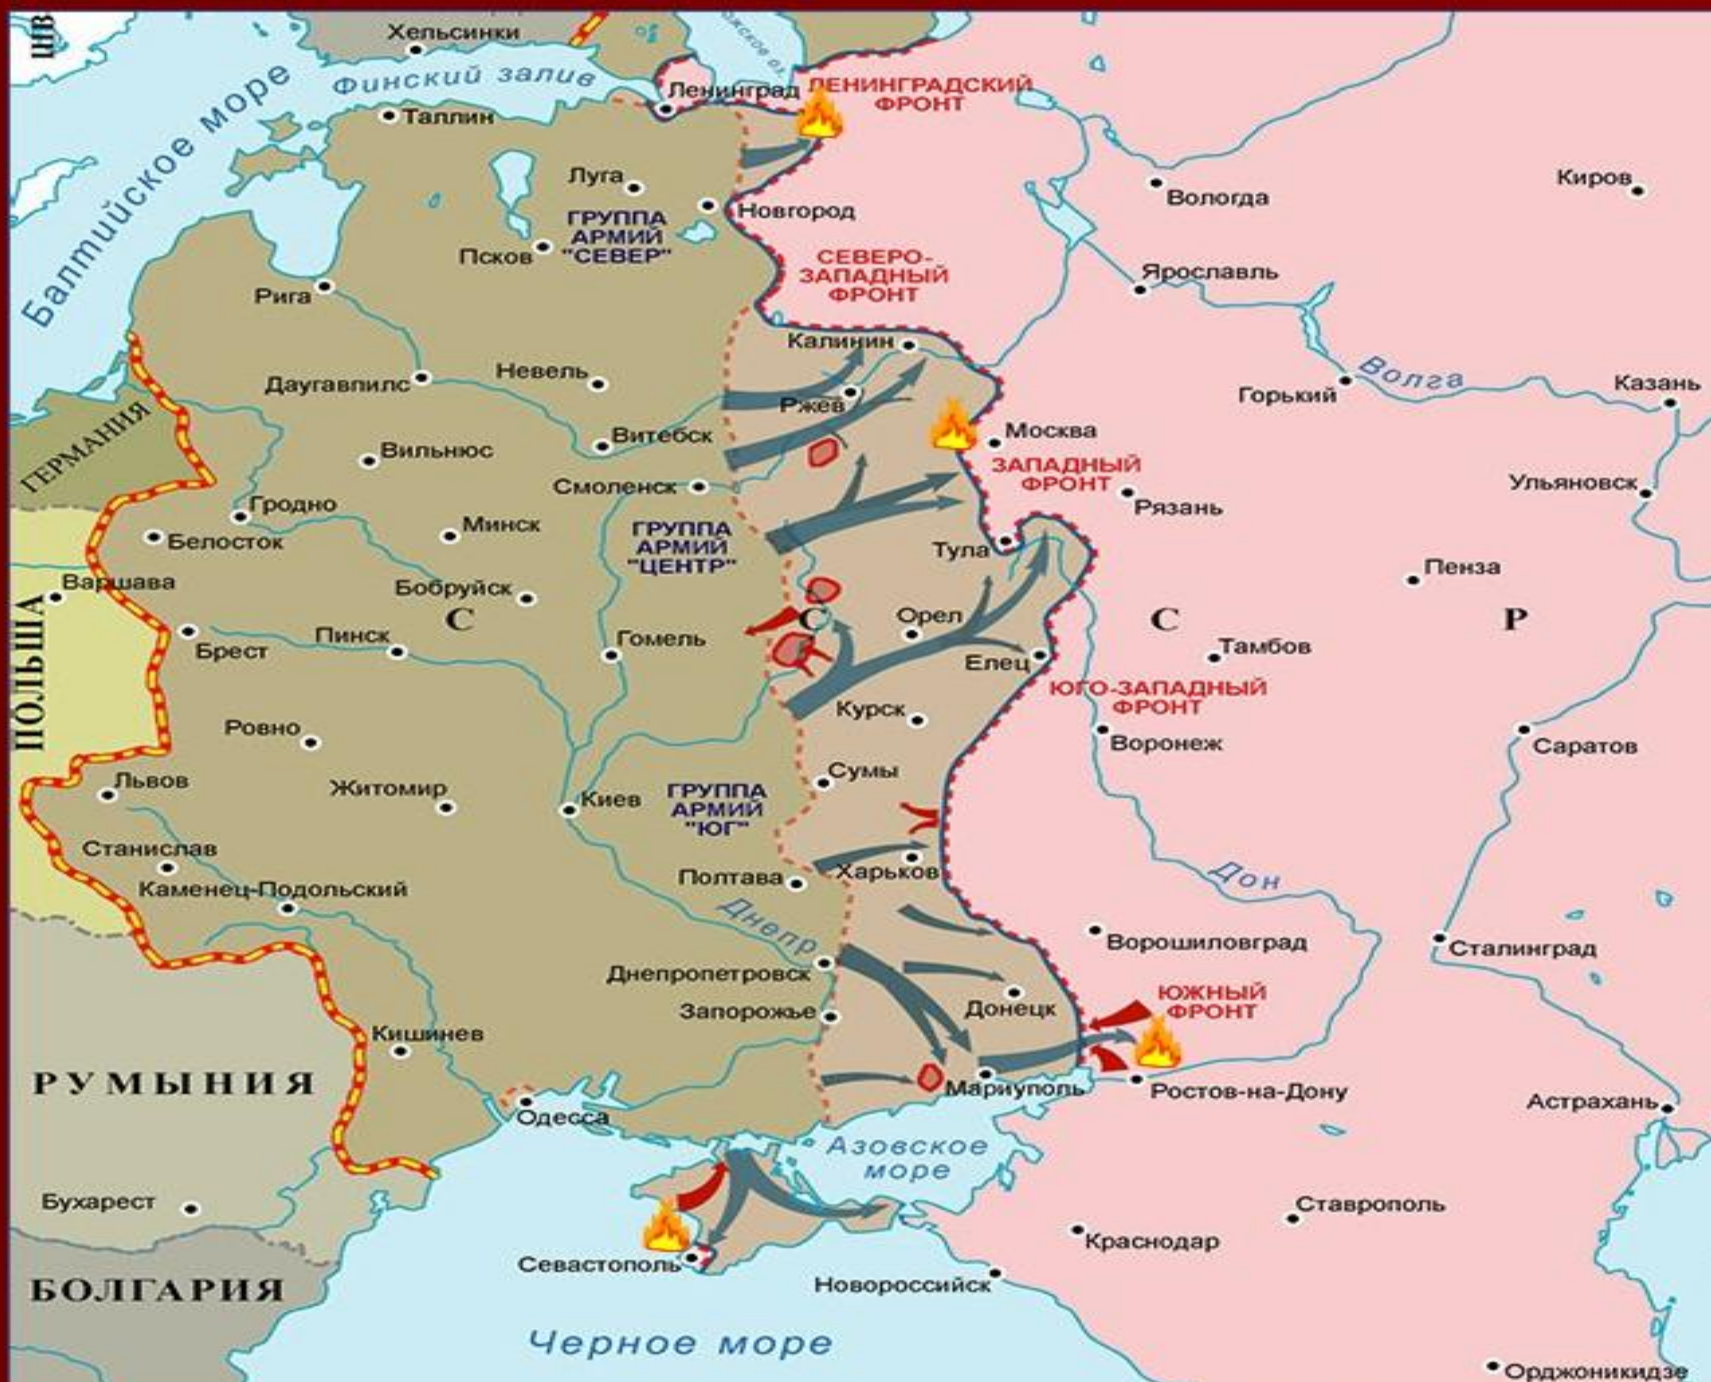 ШВ
Хельсинки
Финский залив
Балтийское море
Ленинград
ЛЕНИНГРАДСКИЙ
ФРОНТ
Таллин
Луга
Новгород
Вологда
Киров
ГРУППА
АРМИЙ
"СЕВЕР"
Псков
СЕВЕРО-
ЗАПАДНЫЙ
ФРОНТ
Ярославль
Рига
Калинин
Даугавпилс
Невель
Ржев
Горький
Волга
Казань
ГЕРМАНИЯ
Вильнюс
Витебск
Москва
ЗАПАДНЫЙ
ФРОНТ
Смоленск
Рязань
Ульяновск
Гродно
Белосток
Минск
ГРУППА
АРМИЙ
"ЦЕНТР"
Тула
Варшава
Бобруйск
Пенза
ПОЛЬША
С
С
С
Р
Брест
Пинск
Гомель
Орел
Елец
Тамбов
ЮГО-ЗАПАДНЫЙ
ФРОНТ
Ровно
Курск
Воронеж
Саратов
Львов
Житомир
Киев
Сумы
ГРУППА
АРМИЙ
"ЮГ"
Станислав
Каменец-Подольский
Полтава
Харьков
Дон
Днепр
Ворошиловград
Сталинград
Днепропетровск
Запорожье
Донецк
ЮЖНЫЙ
ФРОНТ
Кишинев
РУМЫНИЯ
Мариуполь
Ростов-на-Дону
Астрахань
Одесса
Азовское
море
Бухарест
Ставрополь
Краснодар
Севастополь
Новороссийск
БОЛГАРИЯ
Черное море
Орджоникидзе